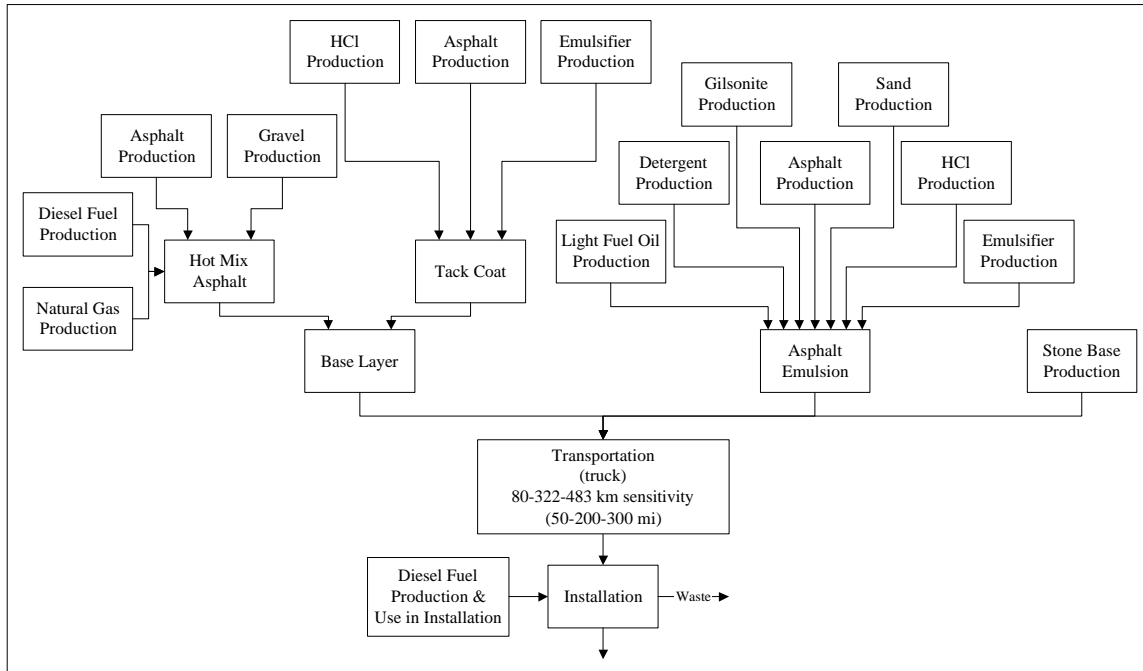 HCl
Production
Asphalt
Production
Emulsifier
Production
Gilsonite
Production
Sand
Production
Asphalt
Production
Gravel
Production
Detergent
Production
Asphalt
Production
HCl
Production
Diesel Fuel
Production
Hot Mix
Asphalt
Tack Coat
Light Fuel Oil
Production
Emulsifier
Production
Natural Gas
Production
Base Layer
Asphalt
Emulsion
Stone Base
Production
Transportation
(truck)
80-322-483 km sensitivity
(50-200-300 mi)
Diesel Fuel
Production &
Use in Installation
Installation
Waste